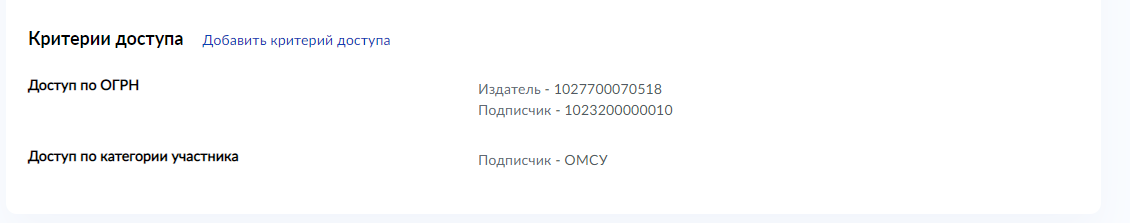 Критерии доступа Добавить критерий доступа
Доступ по ОГРН
Издатель - 1027700070518
Подписчик - 1023200000010
Доступ по категории участника
Подписчик - ОМСУ